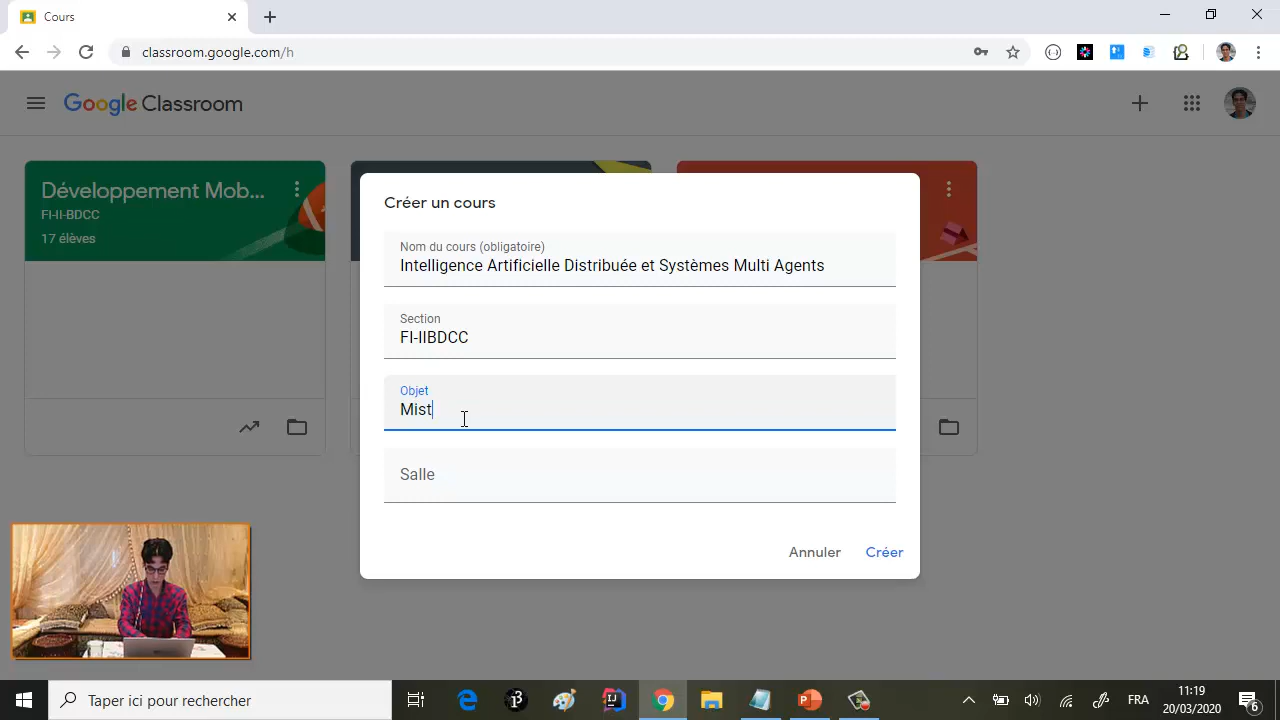 Cours
classroom.google.com/h
Google Classroom
Développement Mob...
FI-II-BDCC
17 élèves
Créer un cours
Nom du cours (obligatoire)
Intelligence Artificielle Distribuée et Systèmes Multi Agents
Section
FI-IIBDCC
Objet
Mist
Salle
Annuler
Créer
Taper ici pour rechercher
FRA
11:19
20/03/2020
6